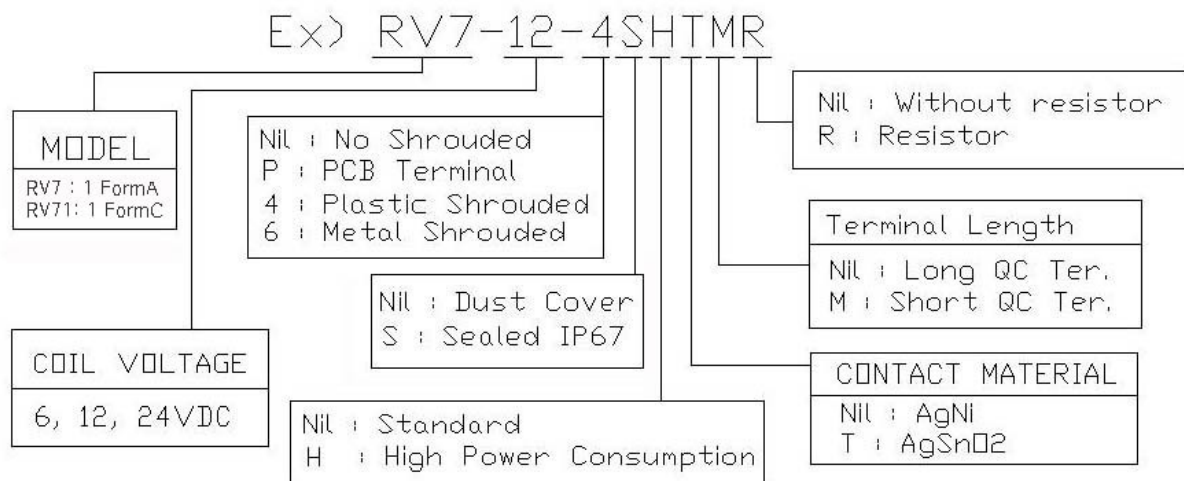 Ex) RV7-12-4SHTMR
MODEL
RV7 : 1 FormA
RV71: 1 FormC
COIL VOLTAGE
6, 12, 24VDC
Nil : No Shrouded
P : PCB Terminal
4 : Plastic Shrouded
6 : Metal Shrouded
Nil : Dust Cover
S : Sealed IP67
Nil : Standard
H : High Power Consumption
Nil : Without resistor
R : Resistor
Terminal Length
Nil : Long QC Ter.
M : Short QC Ter.
CONTACT MATERIAL
Nil : AgNi
T : AgSnO2